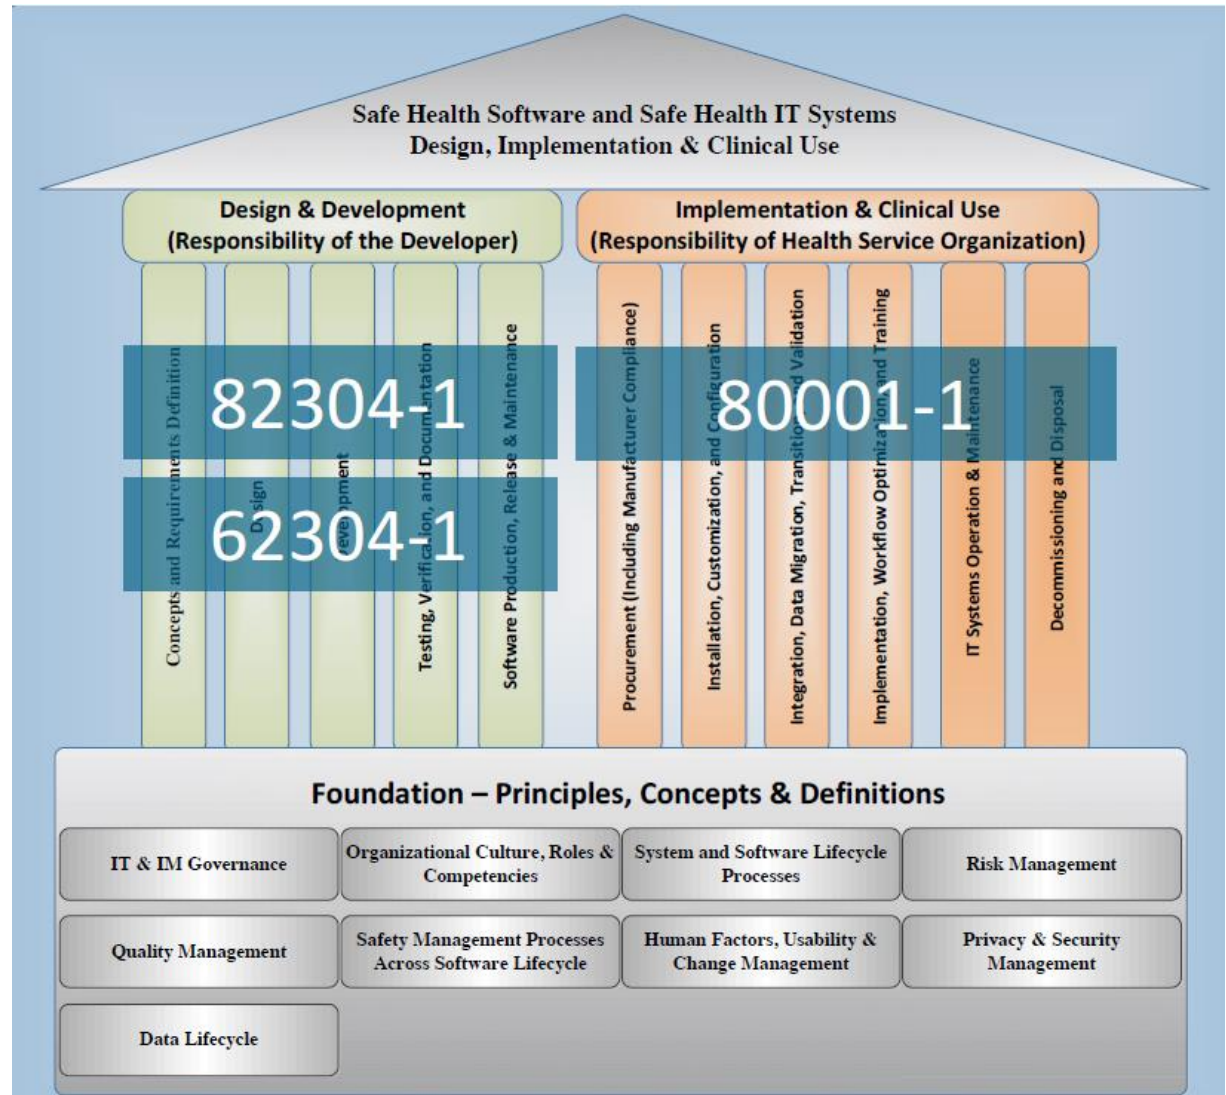 Safe Health Software and Safe Health IT Systems
Design, Implementation & Clinical Use
Design & Development
(Responsibility of the Developer)
Implementation & Clinical Use
(Responsibility of Health Service Organization)
Concepts and Requirements Definition
Design
Development
Testing, Verification, and Documentation
Software Production, Release & Maintenance
Procurement (Including Manufacturer Compliance)
Installation, Customization, and Configuration
Integration, Data Migration, Transition, and Validation
Implementation, Workflow Optimization, and Training
IT Systems Operation & Maintenance
Decommissioning and Disposal
82304-1
80001-1
62304-1
Foundation – Principles, Concepts & Definitions
IT & IM Governance
Organizational Culture, Roles &
Competencies
System and Software Lifecycle
Processes
Risk Management
Quality Management
Safety Management Processes
Across Software Lifecycle
Human Factors, Usability &
Change Management
Privacy & Security
Management
Data Lifecycle